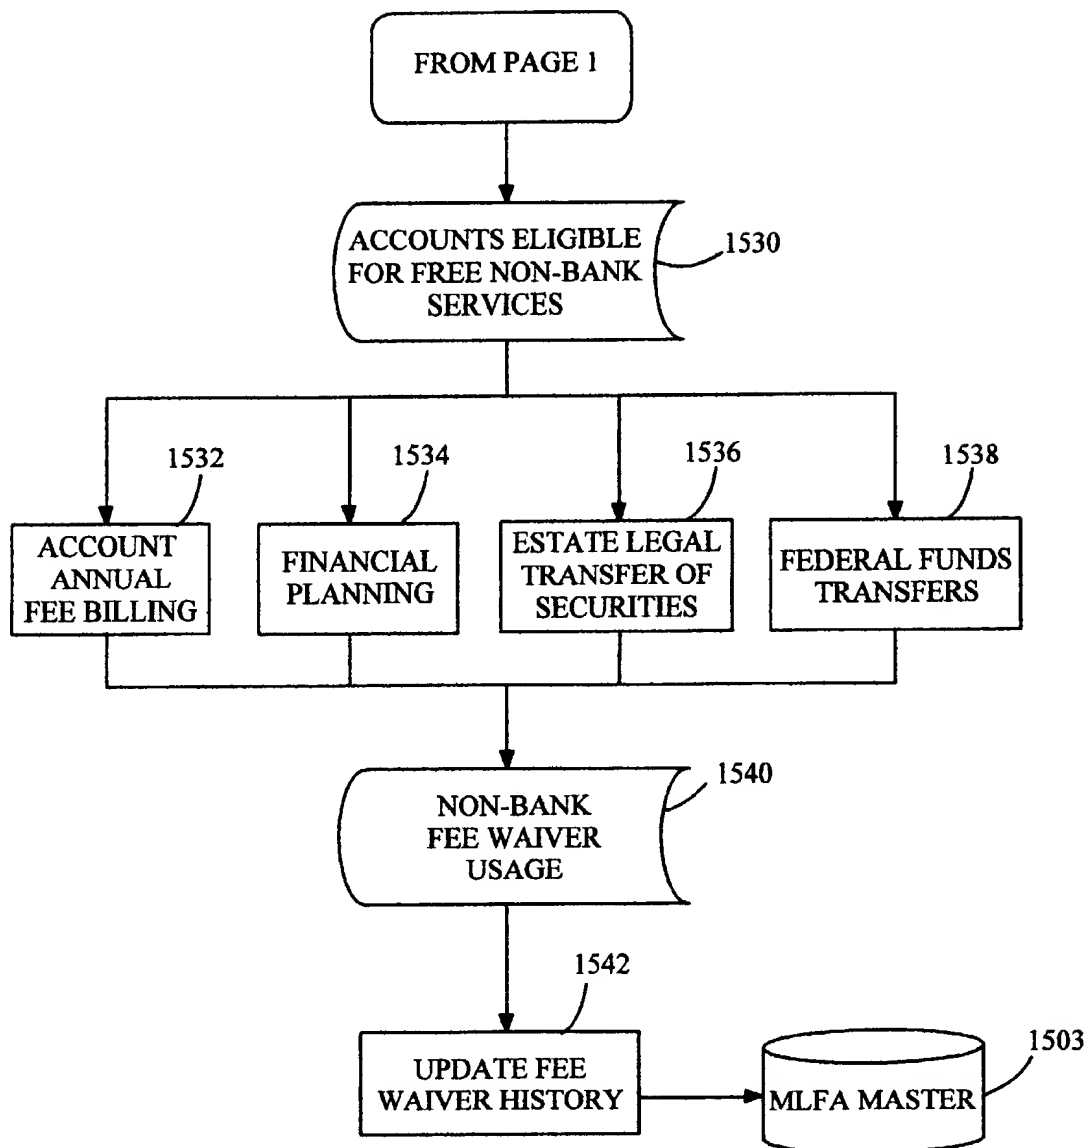 FROM PAGE 1
ACCOUNTS ELIGIBLE
FOR FREE NON-BANK
SERVICES
1530
1532
1534
1536
1538
ACCOUNT
ANNUAL
FEE BILLING
FINANCIAL
PLANNING
ESTATE LEGAL
TRANSFER OF
SECURITIES
FEDERAL FUNDS
TRANSFERS
NON-BANK
FEE WAIVER
USAGE
1540
1542
UPDATE FEE
WAIVER HISTORY
MLFA MASTER
1503